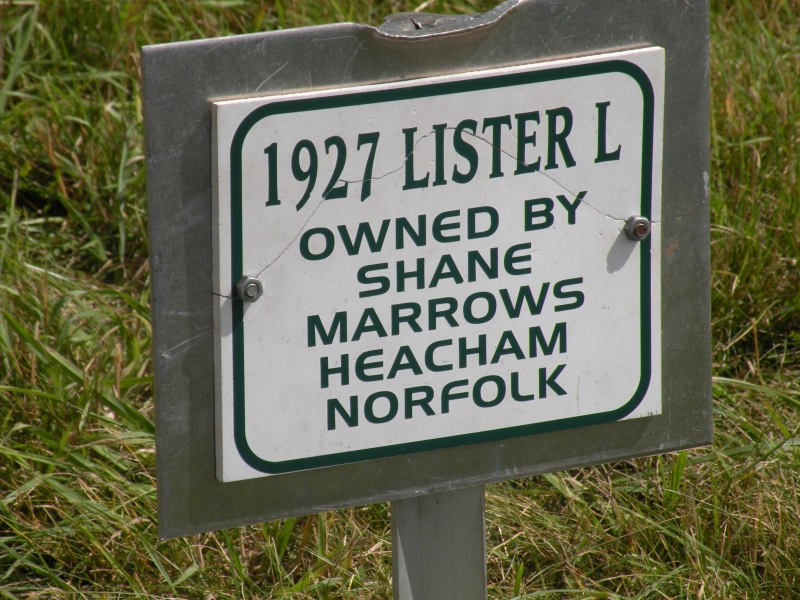 1927 LISTER L
OWNED BY
SHANE
MARROWS
HEACHAM
NORFOLK